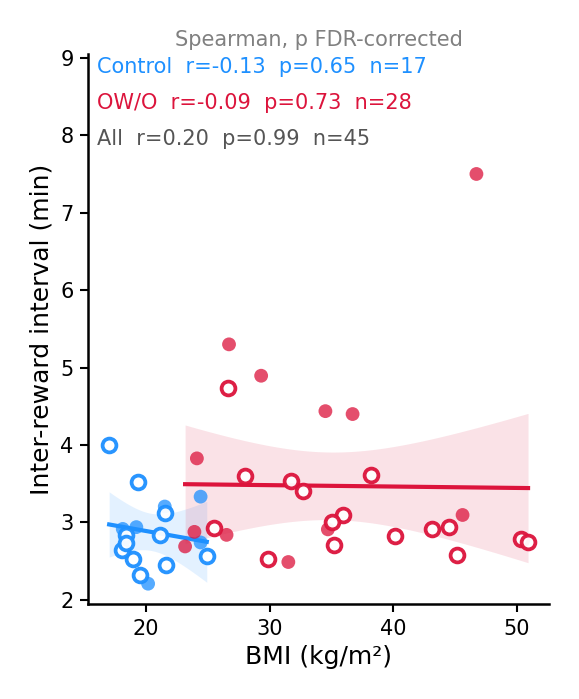 Spearman, p FDR-corrected
Control r=-0.13 p=0.65 n=17
OW/O r=-0.09 p=0.73 n=28
All r=0.20 p=0.99 n=45
9
8
7
6
5
4
3
2
Inter-reward interval (min)
20 30 40 50
BMI (kg/m²)